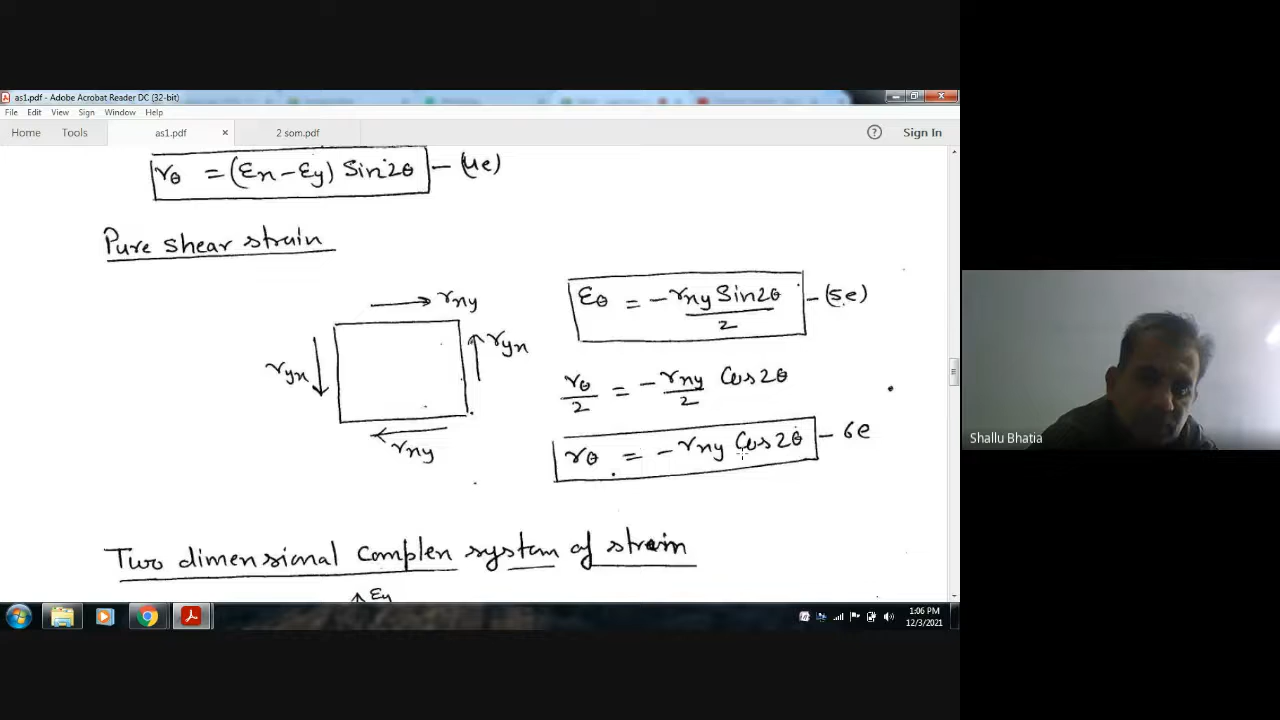 as1.pdf - Adobe Acrobat Reader DC (32-bit)
File Edit View Sign Window Help
Home Tools as1.pdf × 2 som.pdf ? Sign In
γθ = (εx - εy) Sin2θ - (4e)
Pure shear strain
γxy
εθ = -γxy Sin2θ / 2 - (5e)
γyx
γyx
γθ/2 = -γxy/2 Cos2θ
γxy
γθ = -γxy Cos2θ - 6e
Shallu Bhatia
Two dimensional complex system of strain
εy
1:06 PM
12/3/2021